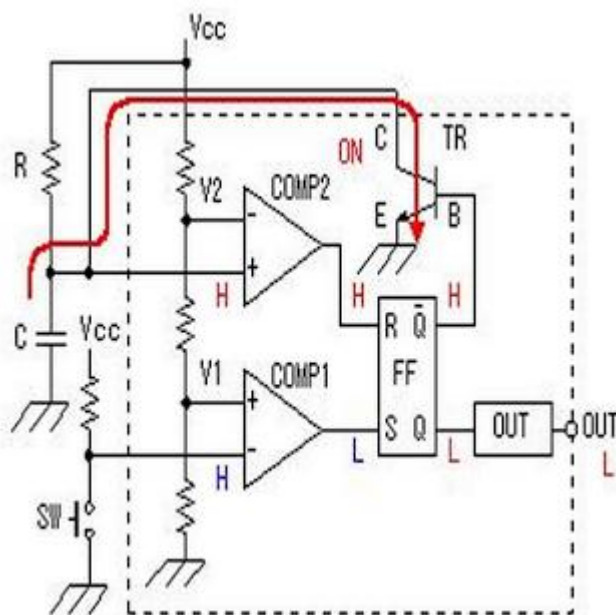 Vcc
C
TR
ON
R
V2
COMP2
E
B
H
H
H
C
Vcc
R
Q̄
V1
COMP1
FF
S
Q
OUT
OUT
L
L
L
H
SW
-
+
+
-